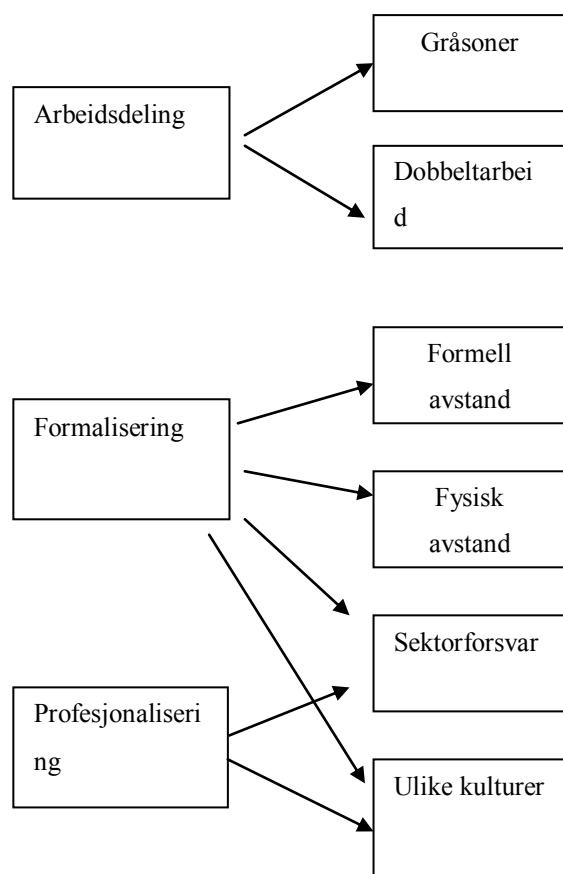 Gråsoner
Arbeidsdeling
Dobbeltarbei
d
Formell
avstand
Formalisering
Fysisk
avstand
Sektorforsvar
Profesjonaliseri
ng
Ulike kulturer